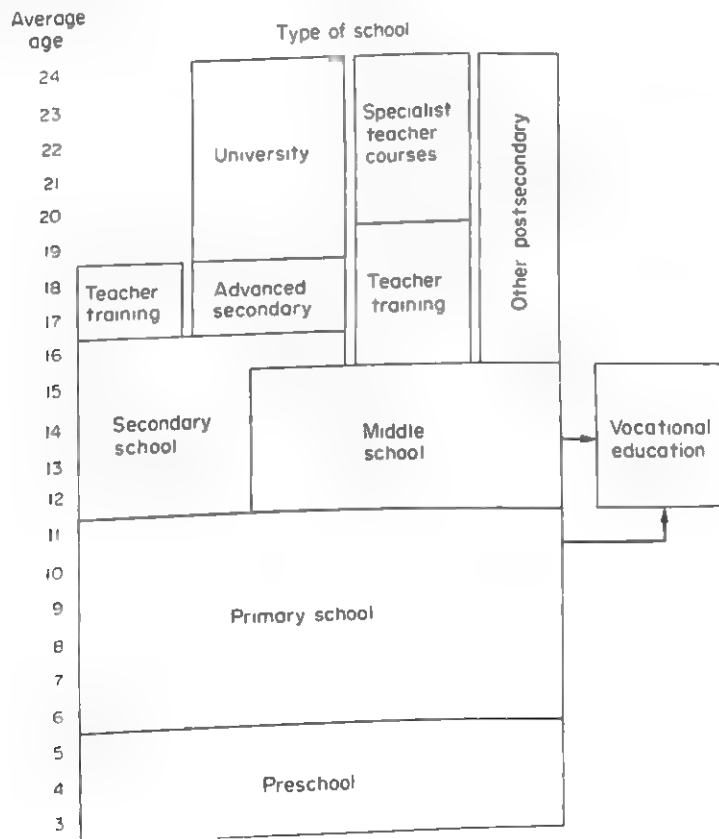 Average
age
Type of school
24
23
22
21
20
19
18
17
16
15
14
13
12
11
10
9
8
7
6
5
4
3
University
Specialist
teacher
courses
Other postsecondary
Teacher
training
Advanced
secondary
Teacher
training
Secondary
school
Middle
school
Vocational
education
Primary school
Preschool